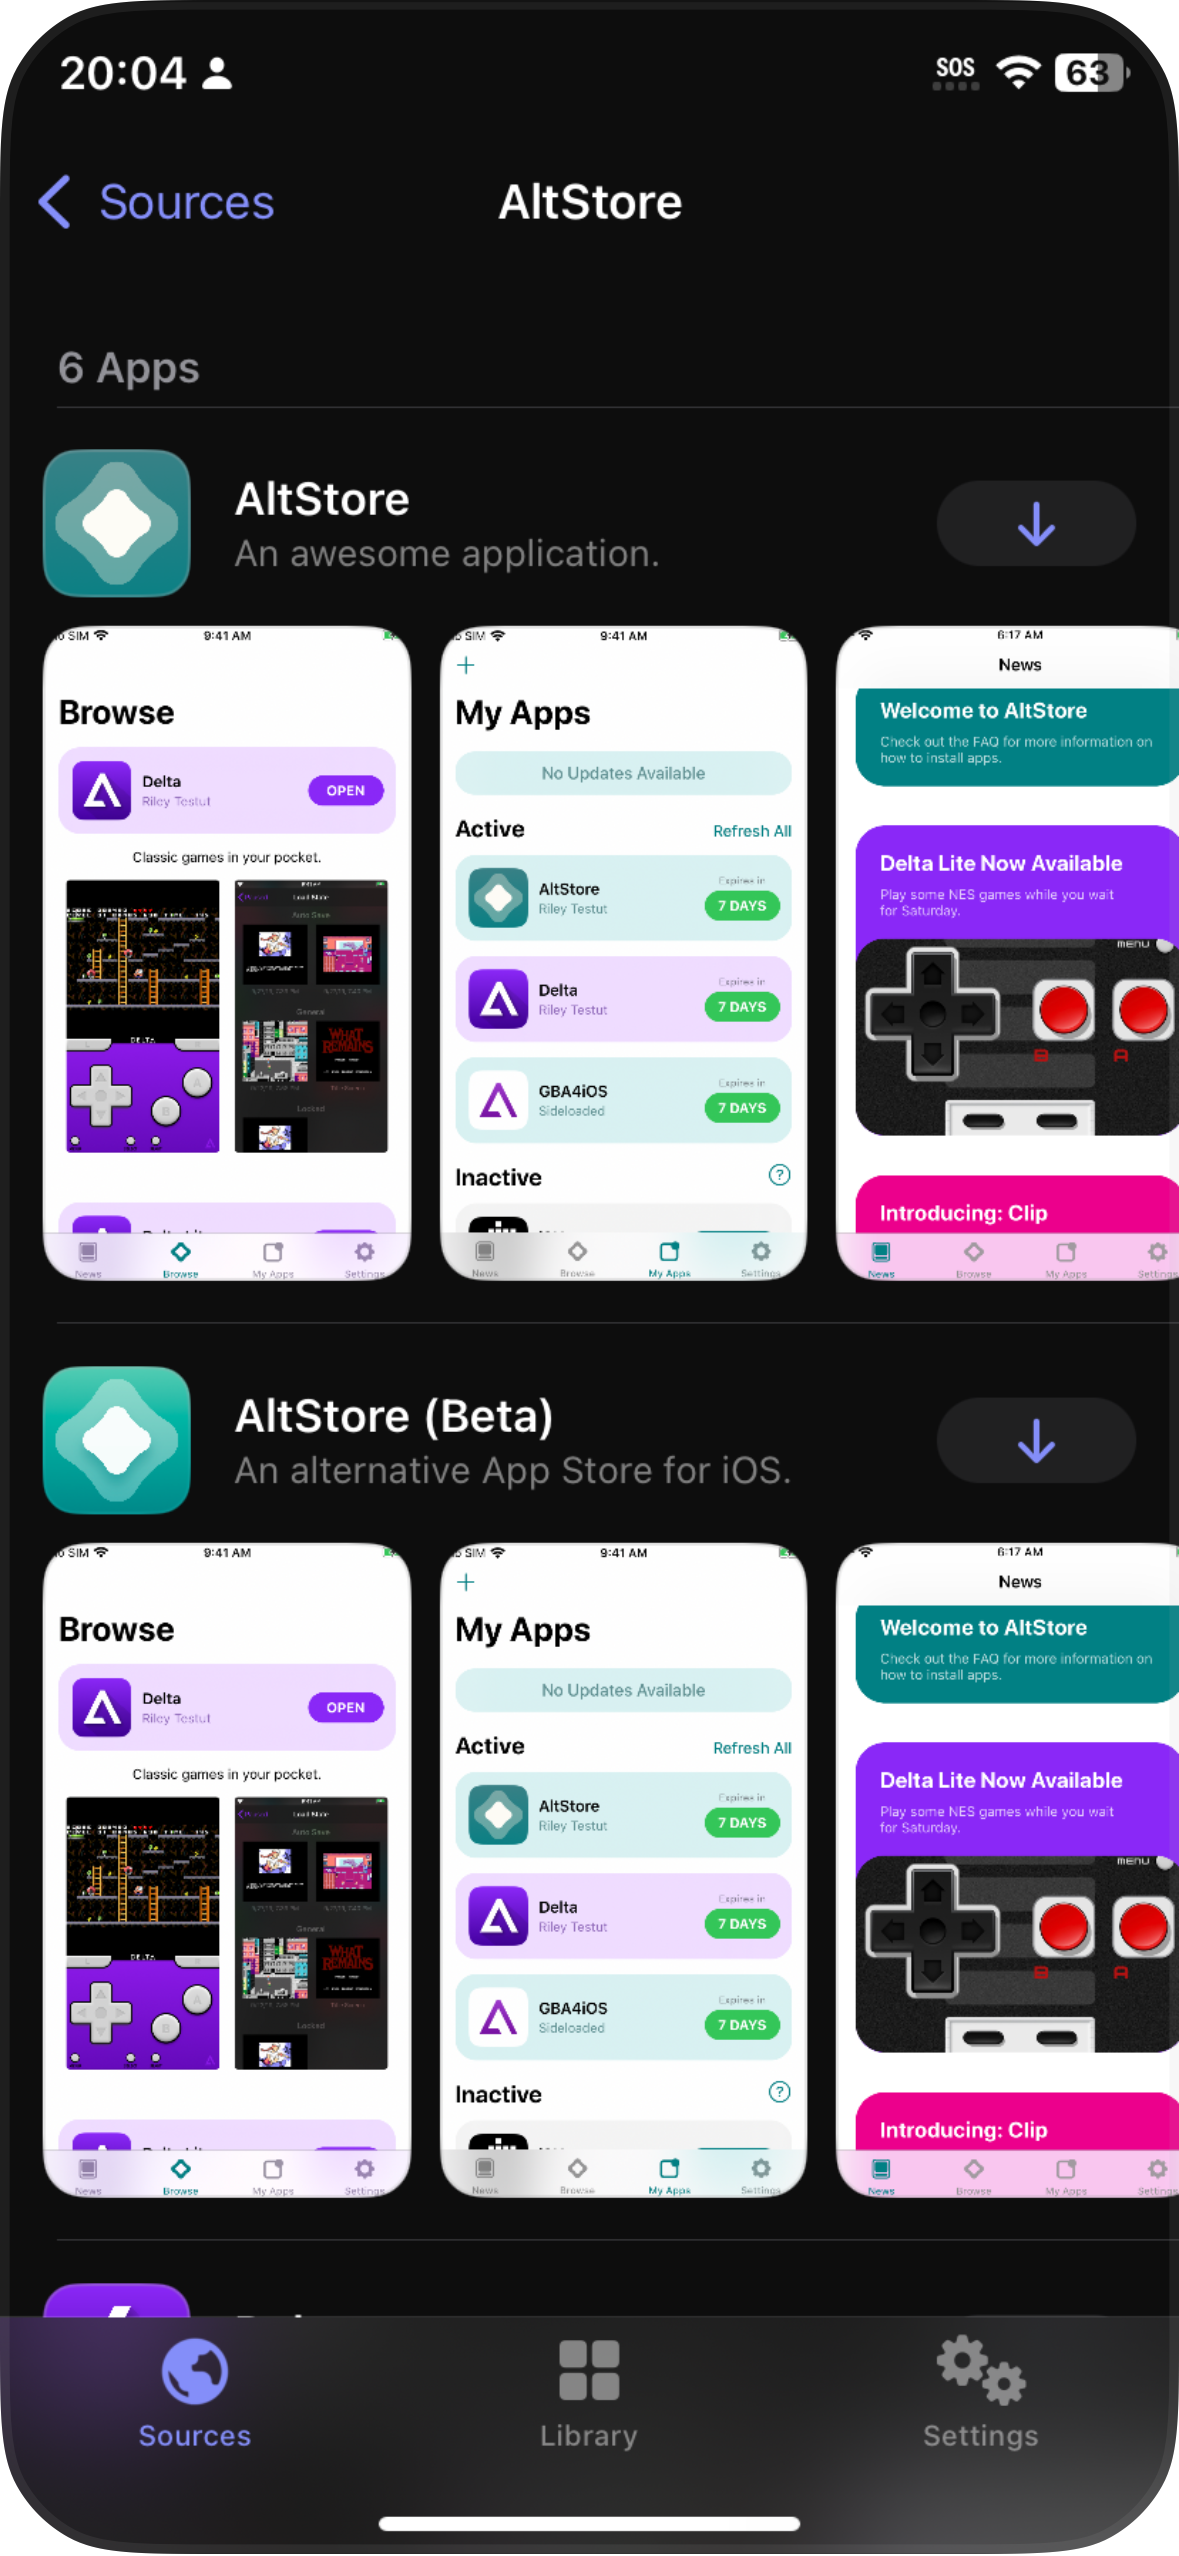 20:04
SOS
63
Sources
AltStore
6 Apps
AltStore
An awesome application.
SIM 9:41 AM
Browse
Delta
Riley Testut
OPEN
Classic games in your pocket.
DELTA
WHAT REMAINS
News Browse My Apps Settings
SIM 9:41 AM
My Apps
No Updates Available
Active
Refresh All
AltStore
Riley Testut
Expires in
7 DAYS
Delta
Riley Testut
Expires in
7 DAYS
GBA4iOS
Sideloaded
Expires in
7 DAYS
Inactive
News Browse My Apps Settings
6:17 AM
News
Welcome to AltStore
Check out the FAQ for more information on
how to install apps.
Delta Lite Now Available
Play some NES games while you wait
for Saturday.
MENU
B A
Introducing: Clip
News Browse My Apps Settings
AltStore (Beta)
An alternative App Store for iOS.
SIM 9:41 AM
Browse
Delta
Riley Testut
OPEN
Classic games in your pocket.
DELTA
WHAT REMAINS
News Browse My Apps Settings
SIM 9:41 AM
My Apps
No Updates Available
Active
Refresh All
AltStore
Riley Testut
Expires in
7 DAYS
Delta
Riley Testut
Expires in
7 DAYS
GBA4iOS
Sideloaded
Expires in
7 DAYS
Inactive
News Browse My Apps Settings
6:17 AM
News
Welcome to AltStore
Check out the FAQ for more information on
how to install apps.
Delta Lite Now Available
Play some NES games while you wait
for Saturday.
MENU
B A
Introducing: Clip
News Browse My Apps Settings
Sources
Library
Settings